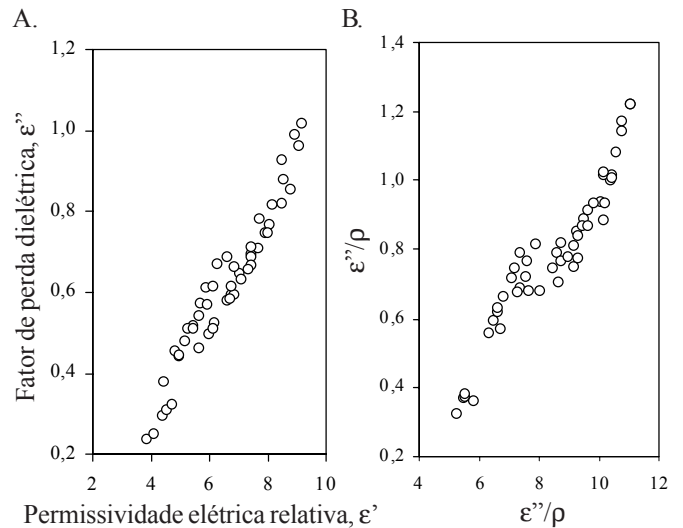 A.
1,2
1,0
0,8
0,6
0,4
0,2
Fator de perda dielétrica, ε”
2 4 6 8 10
Permissividade elétrica relativa, ε’
B.
1,4
1,2
1,0
0,8
0,6
0,4
0,2
ε”/ρ
4 6 8 10 12
ε”/ρ